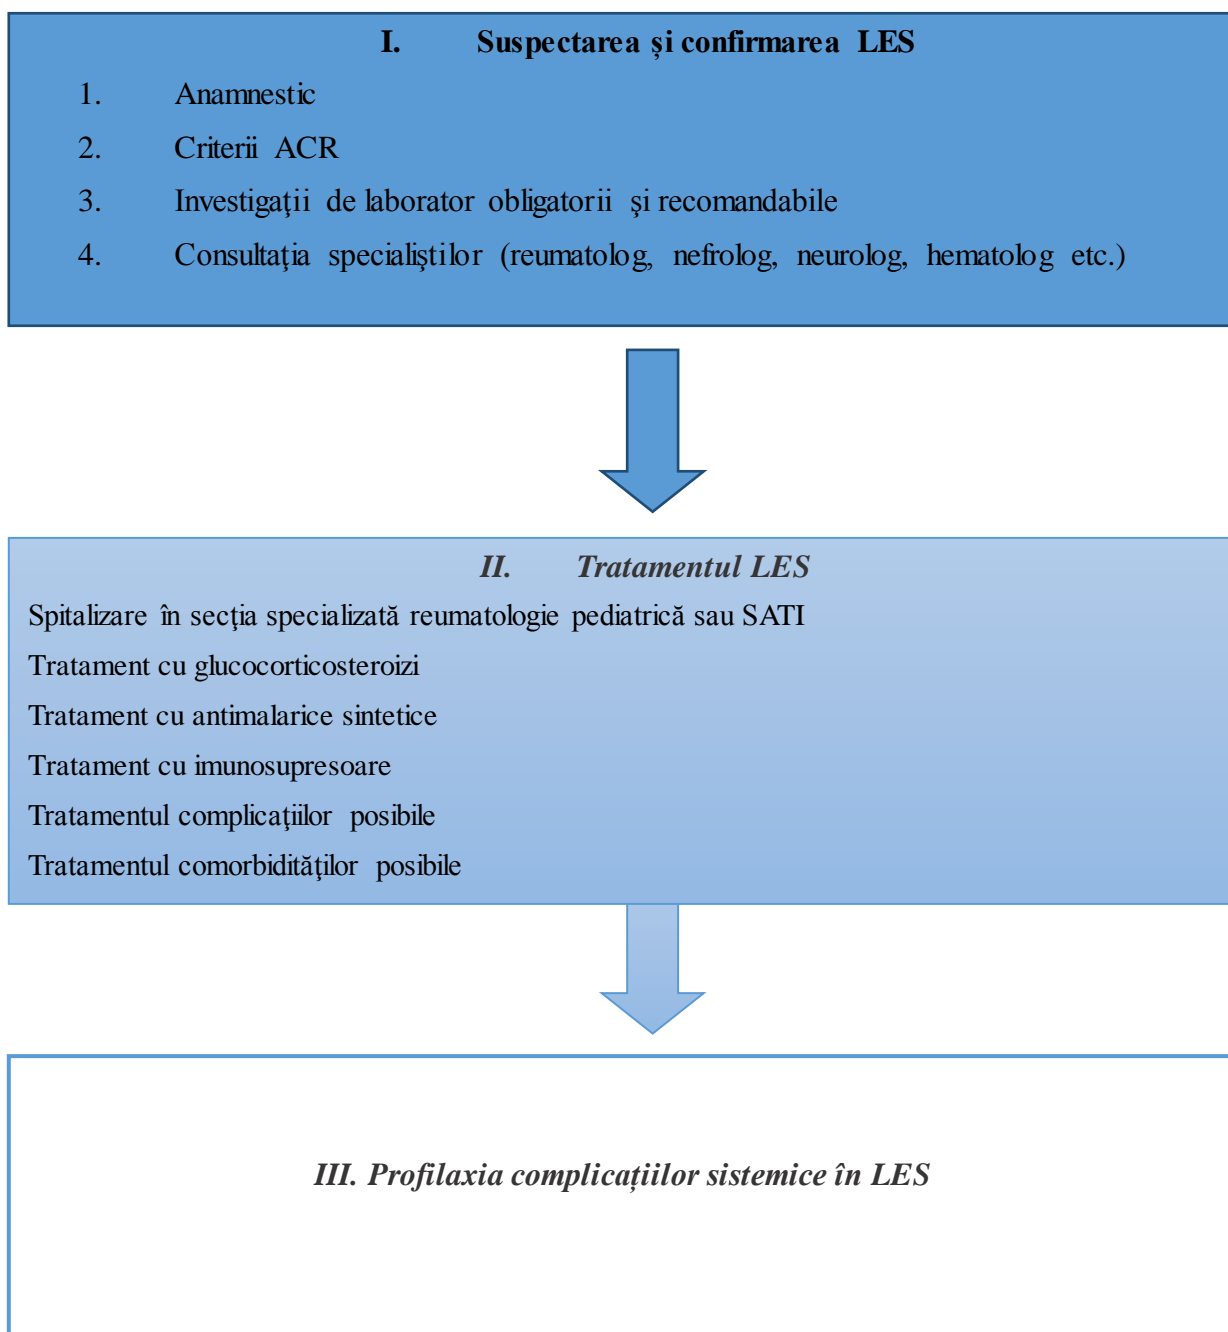 I. Suspectarea și confirmarea LES
1. Anamnestic
2. Criterii ACR
3. Investigaţii de laborator obligatorii şi recomandabile
4. Consultaţia specialiştilor (reumatolog, nefrolog, neurolog, hematolog etc.)
II. Tratamentul LES
Spitalizare în secţia specializată reumatologie pediatrică sau SATI
Tratament cu glucocorticosteroizi
Tratament cu antimalarice sintetice
Tratament cu imunosupresoare
Tratamentul complicaţiilor posibile
Tratamentul comorbidităţilor posibile
III. Profilaxia complicațiilor sistemice în LES